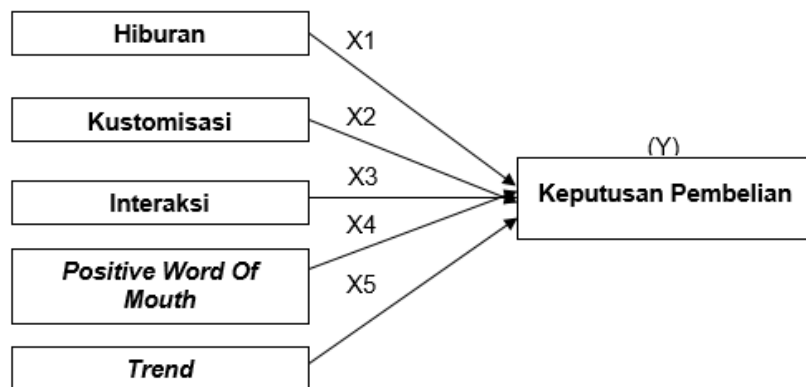 Hiburan
X1
Kustomisasi
X2
(Y)
Interaksi
X3
Keputusan Pembelian
X4
Positive Word Of
Mouth
X5
Trend